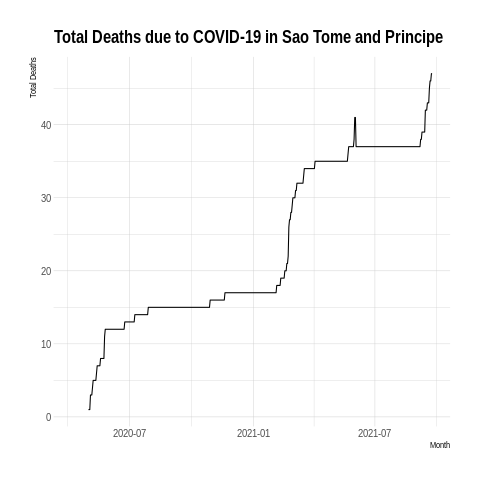 Total Deaths due to COVID-19 in Sao Tome and Principe
Total Deaths
40
30
20
10
0
2020-07 2021-01 2021-07
Month